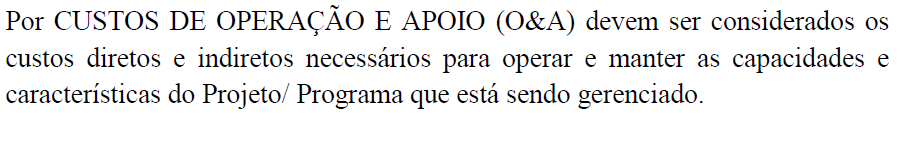 Por CUSTOS DE OPERAÇÃO E APOIO (O&A) devem ser considerados os
custos diretos e indiretos necessários para operar e manter as capacidades e
características do Projeto/ Programa que está sendo gerenciado.